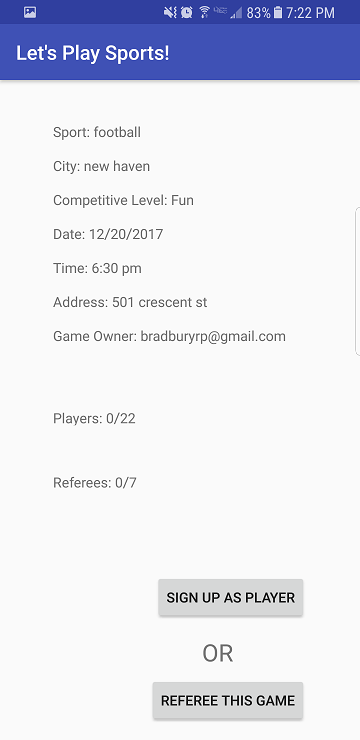 83% 7:22 PM
Let's Play Sports!
Sport: football
City: new haven
Competitive Level: Fun
Date: 12/20/2017
Time: 6:30 pm
Address: 501 crescent st
Game Owner: bradburyrp@gmail.com
Players: 0/22
Referees: 0/7
SIGN UP AS PLAYER
OR
REFEREE THIS GAME